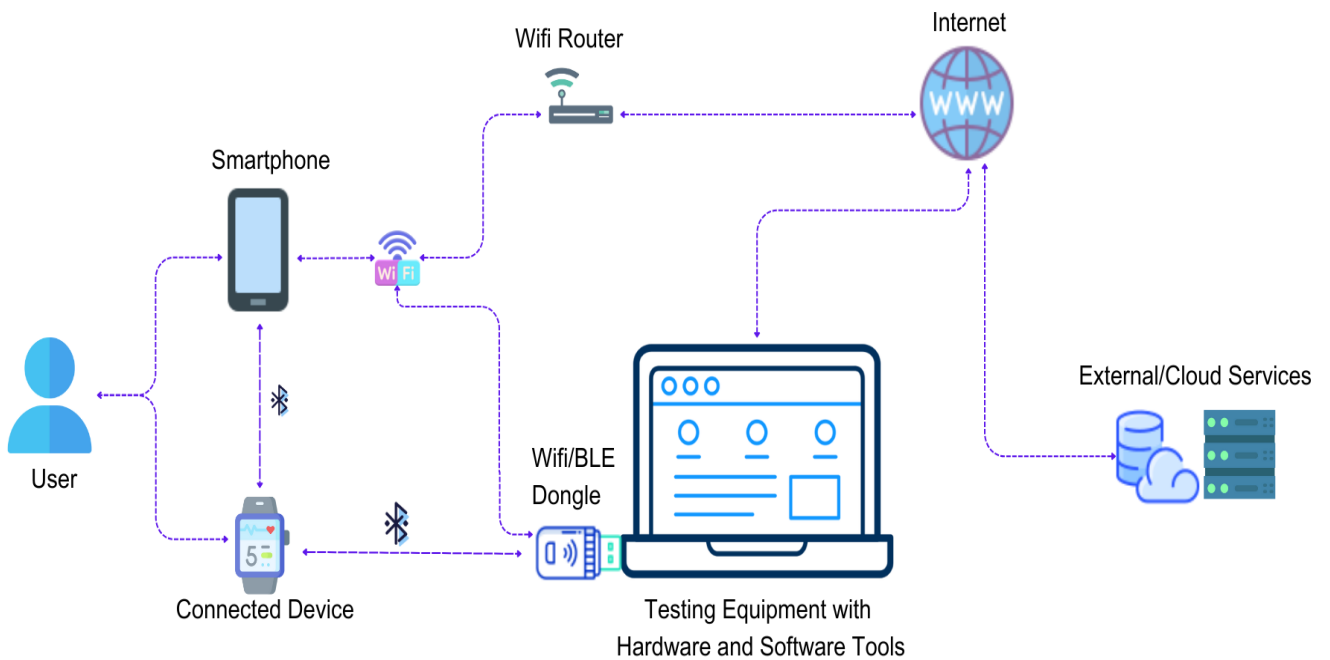 Internet
Wifi Router
WWW
Smartphone
Wi Fi
External/Cloud Services
Wifi/BLE
Dongle
User
5
Connected Device
Testing Equipment with
Hardware and Software Tools